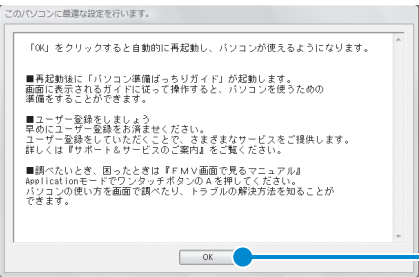 このパソコンに最適な設定を行います。
「OK」をクリックすると自動的に再起動し、パソコンが使えるようになります。
■再起動後に「パソコン準備ばっちりガイド」が起動します。
画面に表示されるガイドに従って操作すると、パソコンを使うための
準備をすることができます。
■ユーザー登録をしましょう
早めにユーザー登録をお済ませください。
ユーザー登録をしていただくことで、さまざまなサービスをご提供します。
詳しくは『サポート＆サービスのご案内』をご覧ください。
■調べたいとき、困ったときは『ＦＭＶ画面で見るマニュアル』
ApplicationモードでワンタッチボタンのＡを押してください。
パソコンの使い方を画面で調べたり、トラブルの解決方法を知ることが
できます。
OK